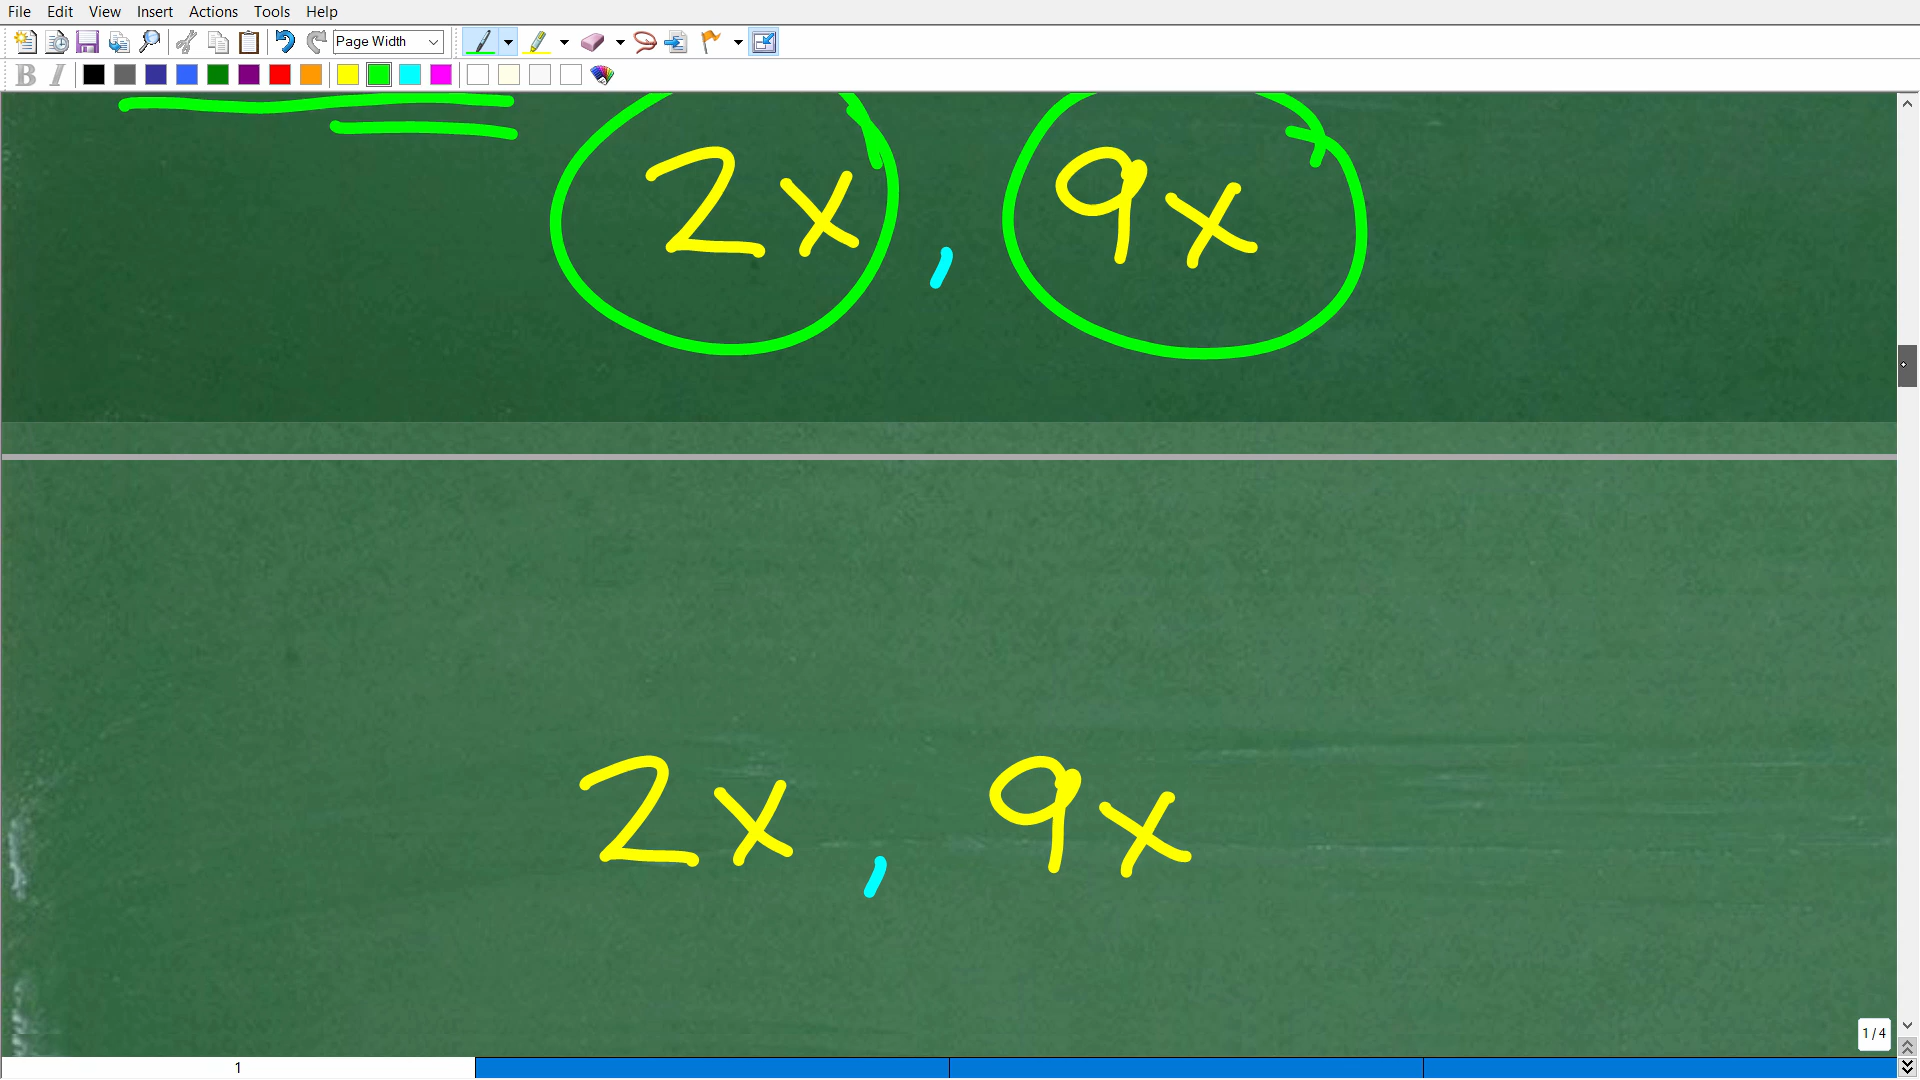 File Edit View Insert Actions Tools Help
Page Width
B I
2x , 9x
2x , 9x
1 / 4
1